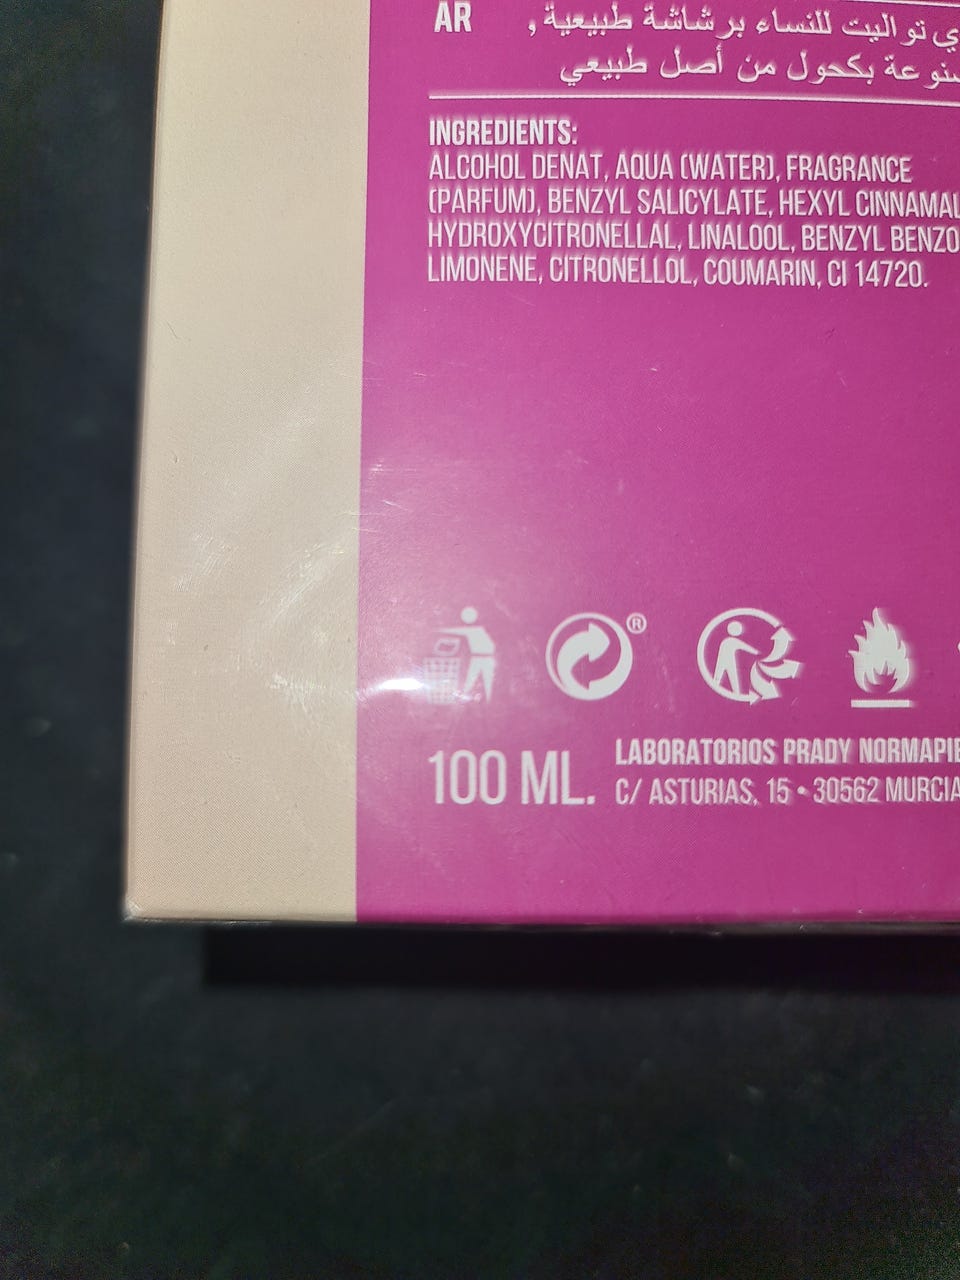 AR
تواليت للنساء برشاشة طبيعية,
بكحول من أصل طبيعي
INGREDIENTS:
ALCOHOL DENAT, AQUA (WATER), FRAGRANCE
(PARFUM), BENZYL SALICYLATE, HEXYL CINNAMAL
HYDROXYCITRONELLAL, LINALOOL, BENZYL BENZO
LIMONENE, CITRONELLOL, COUMARIN, CI 14720.
®
100 ML.
LABORATORIOS PRADY NORMAPIE
C/ ASTURIAS, 15 • 30562 MURCIA